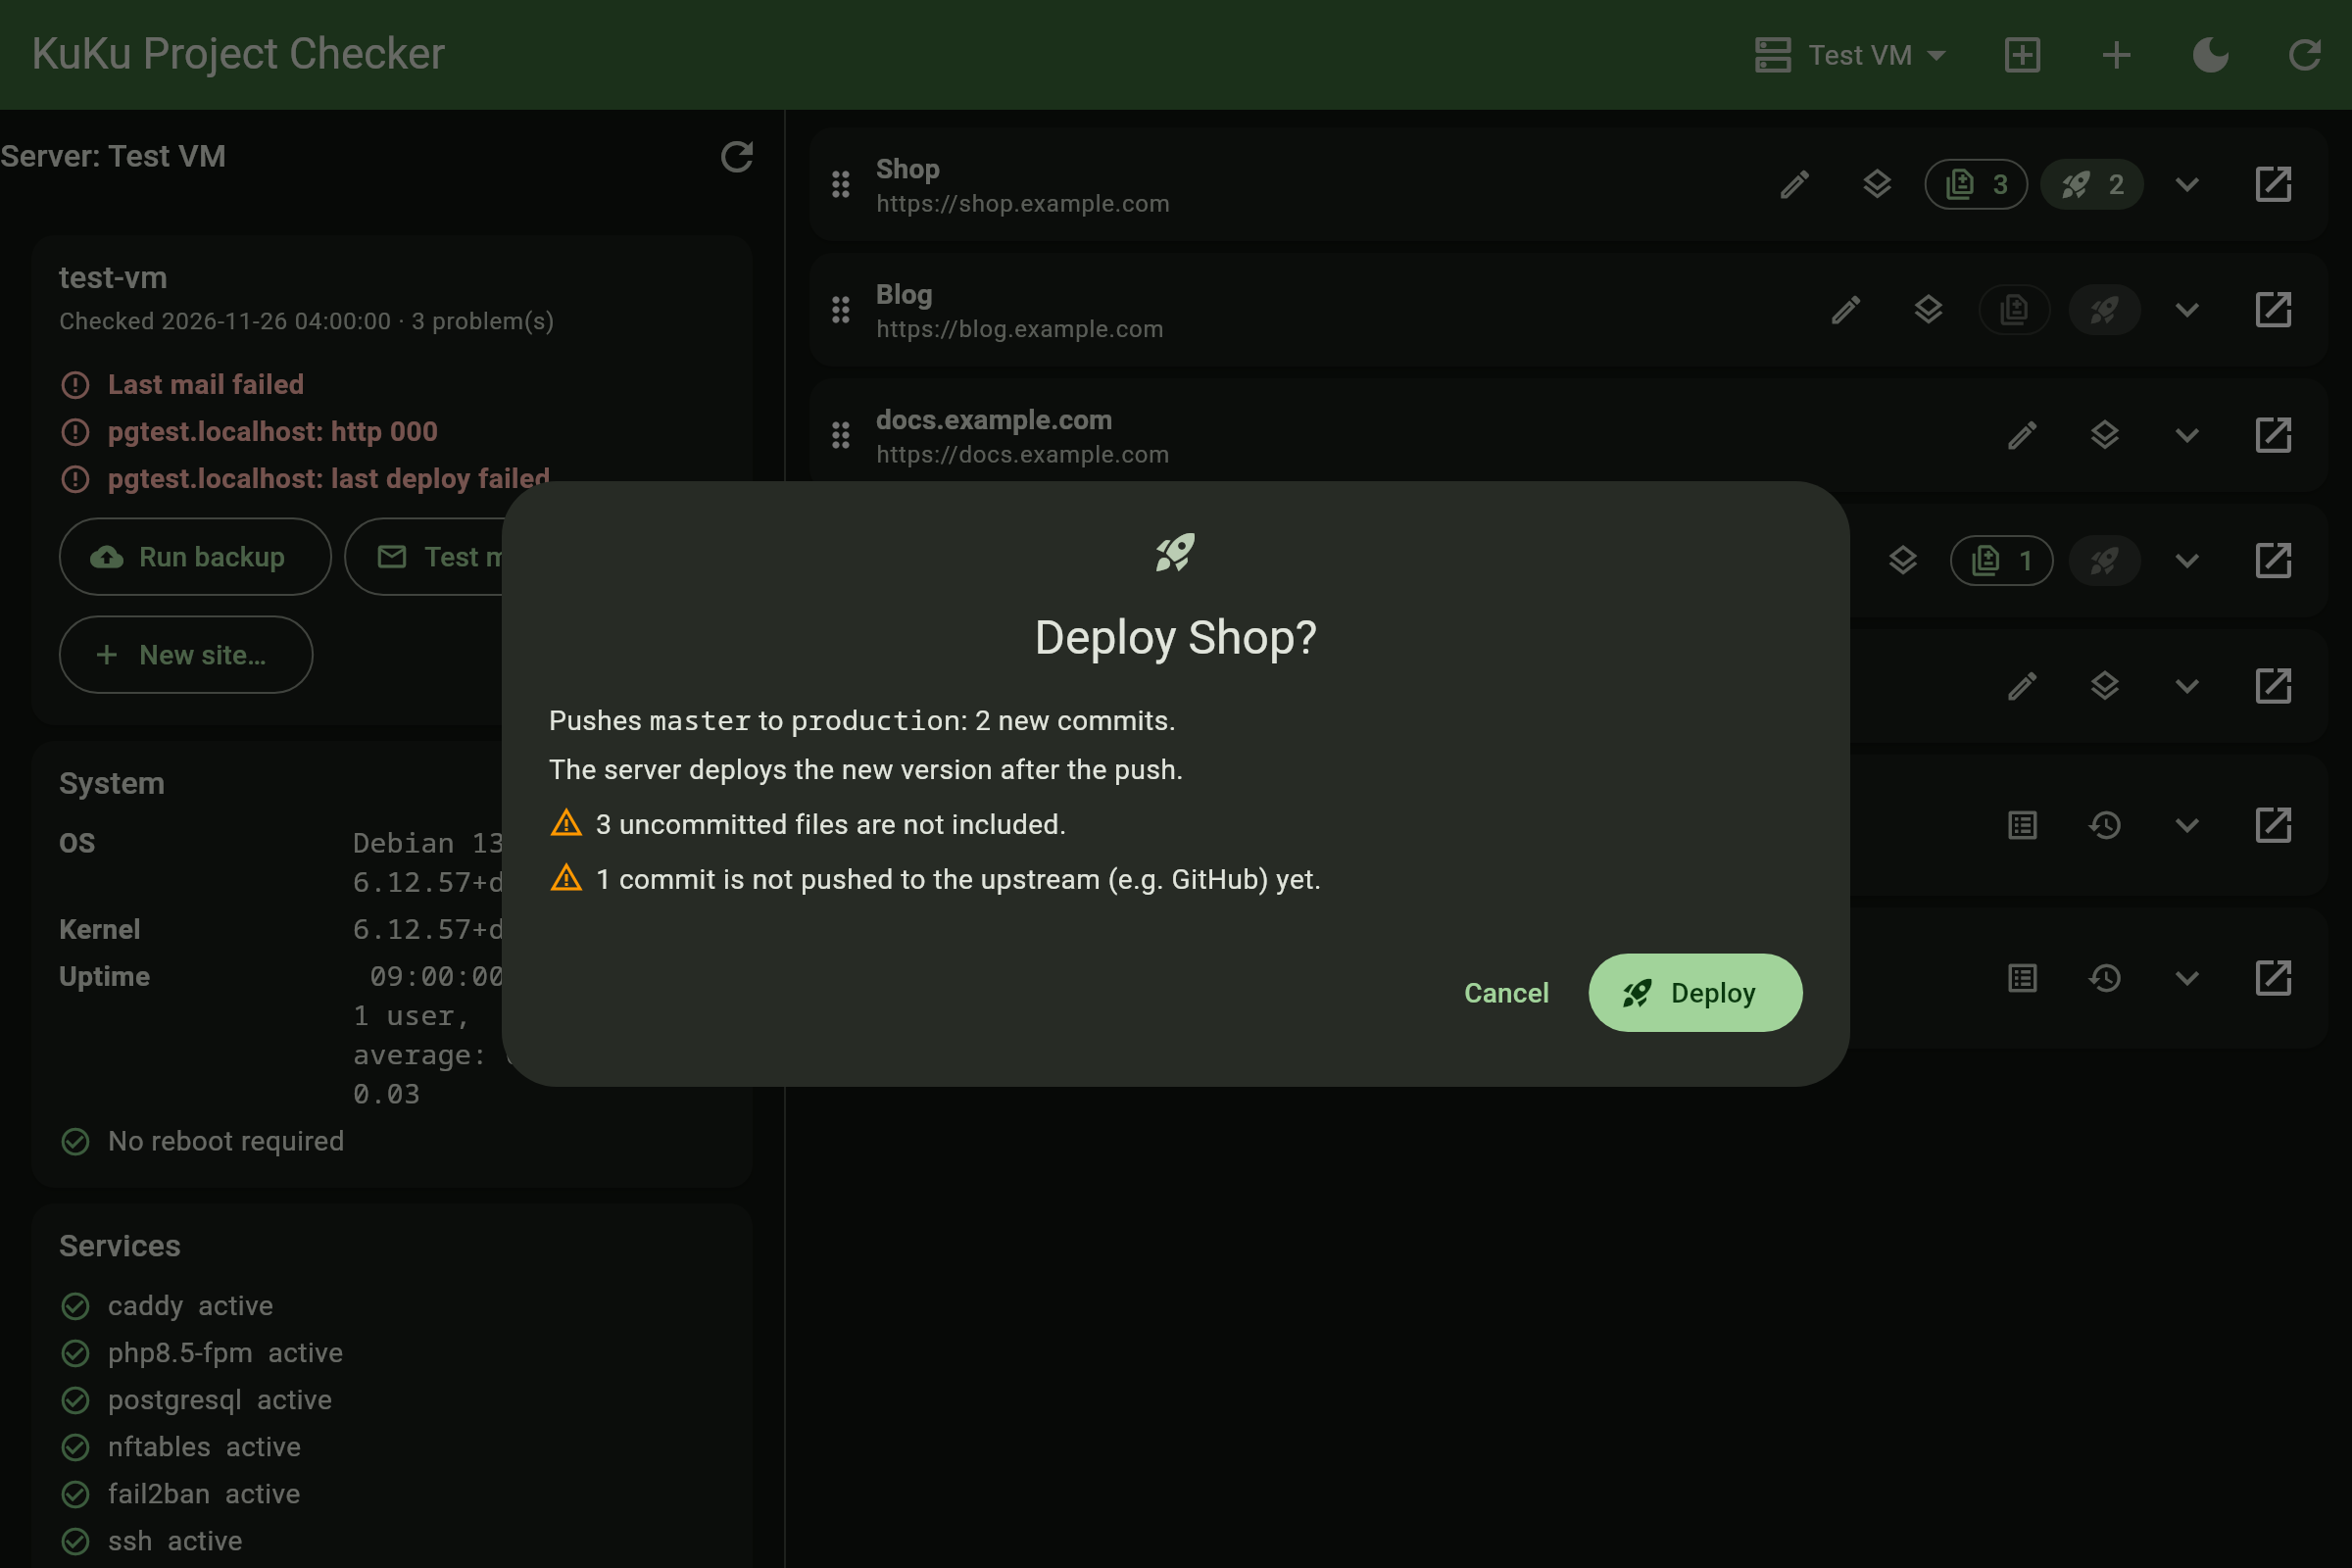 KuKu Project Checker
Test VM
Server: Test VM
test-vm
Checked 2026-11-26 04:00:00 · 3 problem(s)
Last mail failed
pgtest.localhost: http 000
pgtest.localhost: last deploy failed
Run backup
Test m
New site…
System
OS
Debian 13
6.12.57+d
Kernel
6.12.57+d
Uptime
09:00:00
1 user,
average:
0.03
No reboot required
Services
caddy active
php8.5-fpm active
postgresql active
nftables active
fail2ban active
ssh active
Shop
https://shop.example.com
3
2
Blog
https://blog.example.com
docs.example.com
https://docs.example.com
1
Deploy Shop?
Pushes master to production: 2 new commits.
The server deploys the new version after the push.
3 uncommitted files are not included.
1 commit is not pushed to the upstream (e.g. GitHub) yet.
Cancel
Deploy